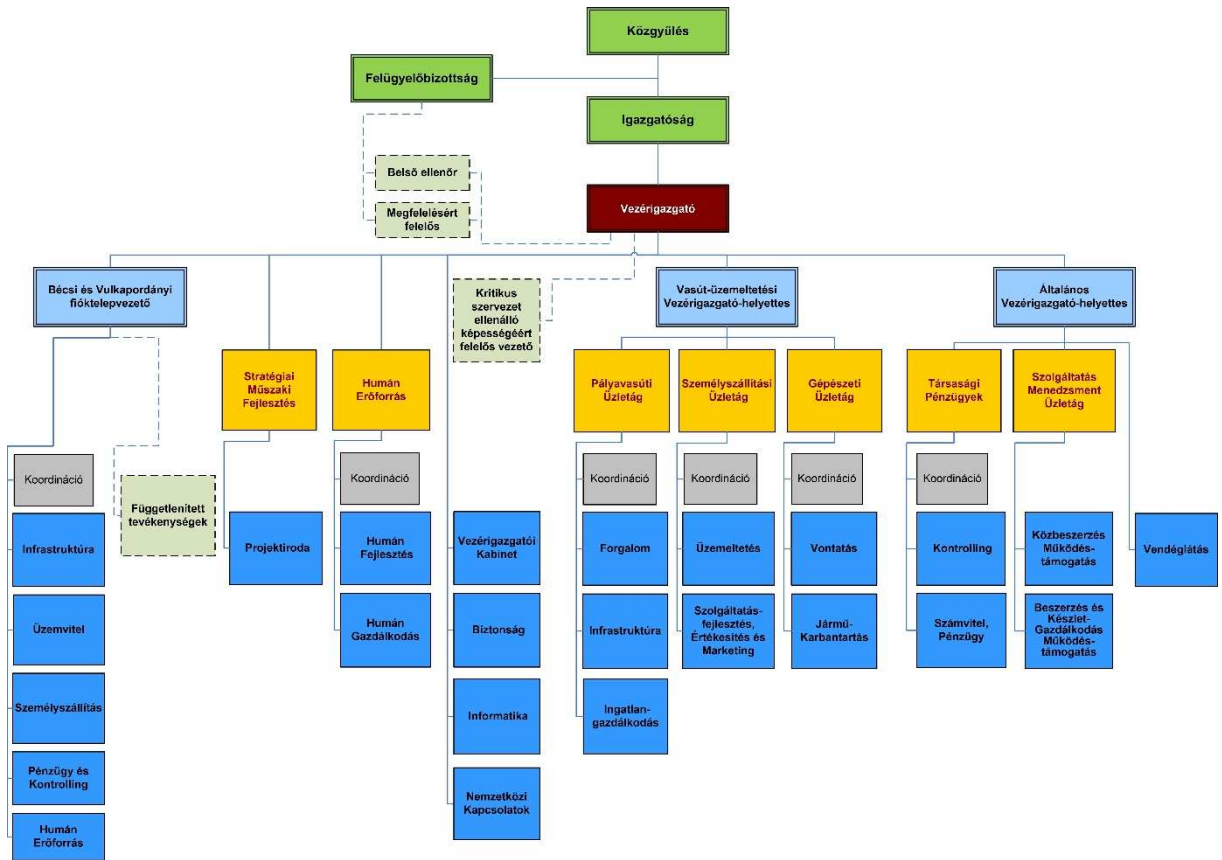 Közgyűlés
Felügyelőbizottság
Igazgatóság
Belső ellenőr
Megfelelésért
felelős
Vezérigazgató
Bécsi és Vulkapordányi
fióktelepvezető
Kritikus
szervezet
ellenálló
képességéért
felelős vezető
Vasút-üzemeltetési
Vezérigazgató-helyettes
Általános
Vezérigazgató-helyettes
Stratégiai
Műszaki
Fejlesztés
Humán
Erőforrás
Pályavasúti
Üzletág
Személyszállítási
Üzletág
Gépészeti
Üzletág
Társasági
Pénzügyek
Szolgáltatás
Menedzsment
Üzletág
Koordináció
Koordináció
Koordináció
Koordináció
Koordináció
Koordináció
Függetlenített
tevékenységek
Infrastruktúra
Projektiroda
Humán
Fejlesztés
Vezérigazgatói
Kabinet
Forgalom
Üzemeltetés
Vontatás
Kontrolling
Közbeszerzés
Működés-
támogatás
Vendéglátás
Üzemvitel
Humán
Gazdálkodás
Biztonság
Infrastruktúra
Szolgáltatás-
fejlesztés,
Értékesítés és
Marketing
Jármű-
Karbantartás
Számvitel,
Pénzügy
Beszerzés és
Készlet-
Gazdálkodás
Működés-
támogatás
Személyszállítás
Informatika
Ingatlan-
gazdálkodás
Pénzügy és
Kontrolling
Nemzetközi
Kapcsolatok
Humán
Erőforrás